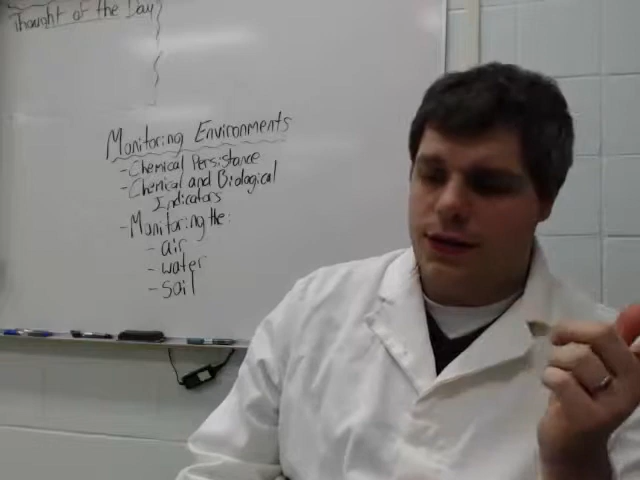 Thought of the Day
Monitoring Environments
- Chemical Persistance
- Chemical and Biological
Indicators
- Monitoring the:
- air
- water
- soil